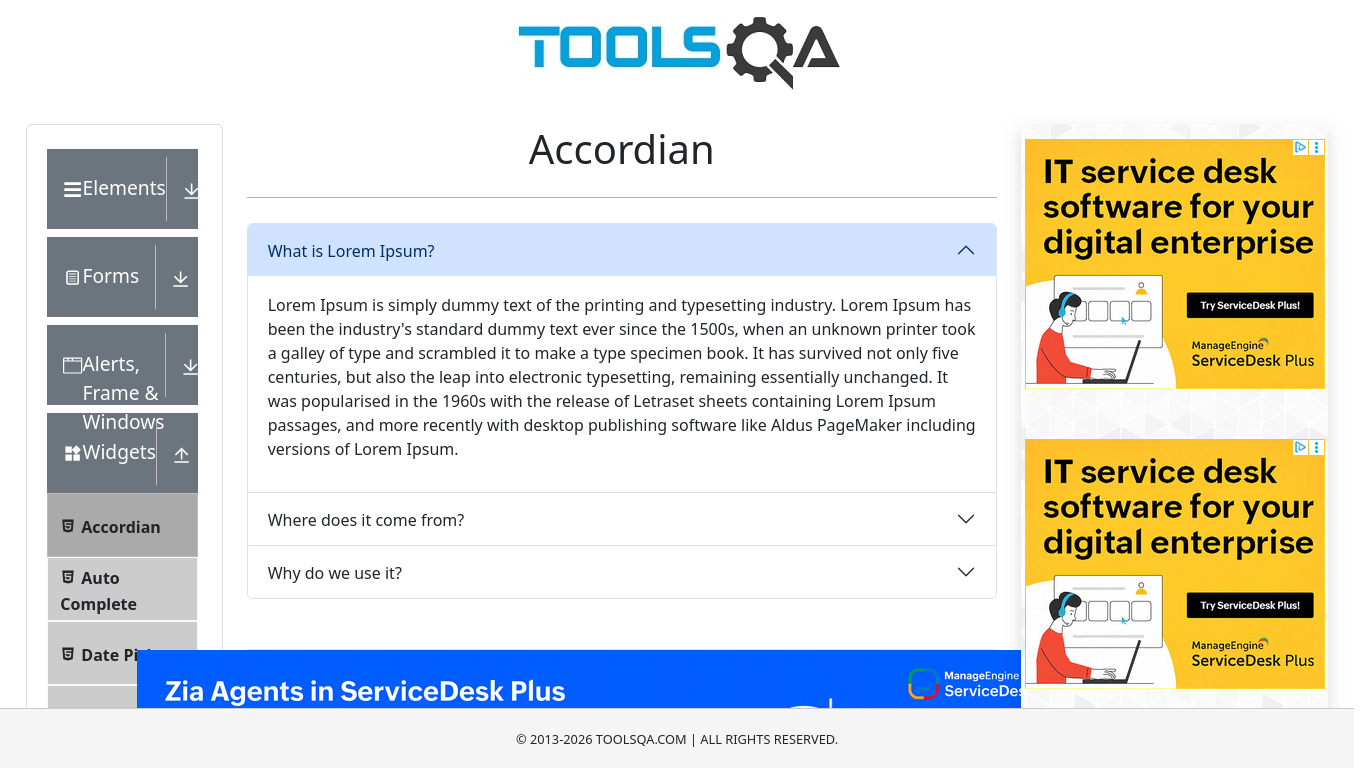 TOOLSQA
Elements
Forms
Alerts,
Frame &
Windows
Widgets
Accordian
Auto
Complete
Date
Accordian
What is Lorem Ipsum?
Lorem Ipsum is simply dummy text of the printing and typesetting industry. Lorem Ipsum has
been the industry's standard dummy text ever since the 1500s, when an unknown printer took
a galley of type and scrambled it to make a type specimen book. It has survived not only five
centuries, but also the leap into electronic typesetting, remaining essentially unchanged. It
was popularised in the 1960s with the release of Letraset sheets containing Lorem Ipsum
passages, and more recently with desktop publishing software like Aldus PageMaker including
versions of Lorem Ipsum.
Where does it come from?
Why do we use it?
IT service desk
software for your
digital enterprise
Try ServiceDesk Plus!
ManageEngine
ServiceDesk Plus
IT service desk
software for your
digital enterprise
Try ServiceDesk Plus!
ManageEngine
ServiceDesk Plus
Zia Agents in ServiceDesk Plus
ManageEngine
© 2013-2026 TOOLSQA.COM | ALL RIGHTS RESERVED.